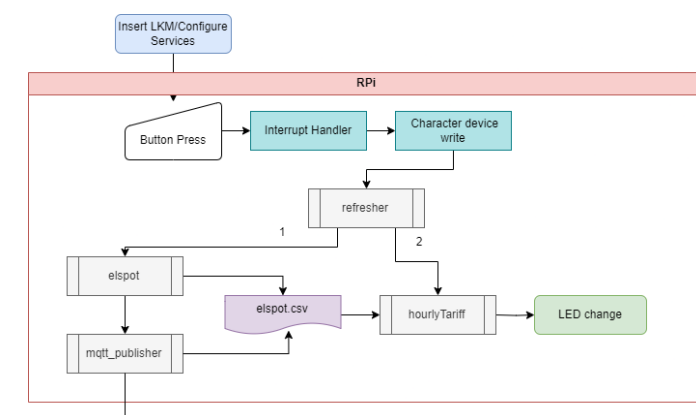 Insert LKM/Configure
Services
RPi
Button Press
Interrupt Handler
Character device
write
refresher
1
2
elspot
elspot.csv
hourlyTariff
LED change
mqtt_publisher